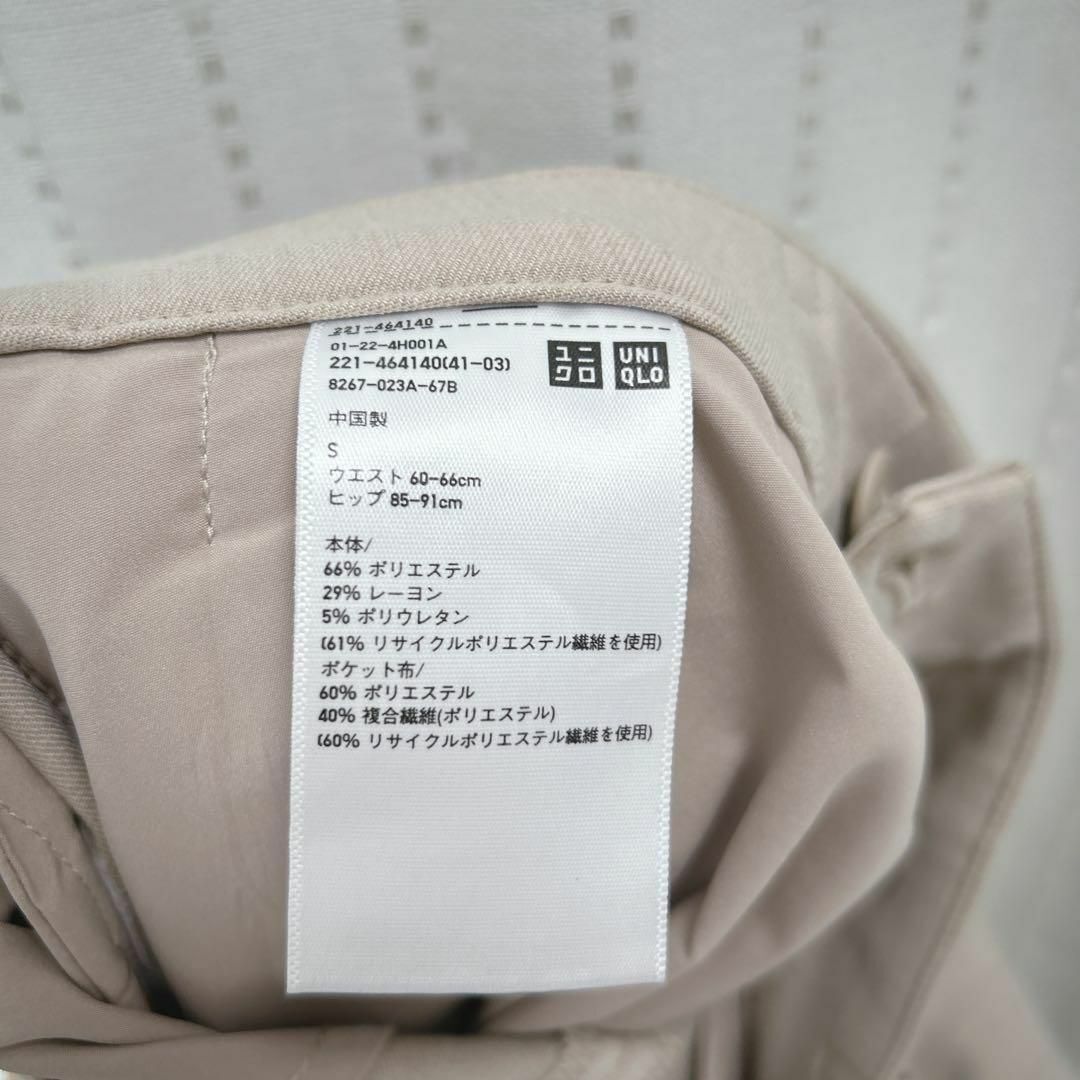 221-464140
01-22-4H001A
221-464140(41-03)
8267-023A-67B
ユニ
クロ
UNI
QLO
中国製
S
ウエスト 60-66cm
ヒップ 85-91cm
本体/
66% ポリエステル
29% レーヨン
5% ポリウレタン
(61% リサイクルポリエステル繊維を使用)
ポケット布/
60% ポリエステル
40% 複合繊維(ポリエステル)
(60% リサイクルポリエステル繊維を使用)